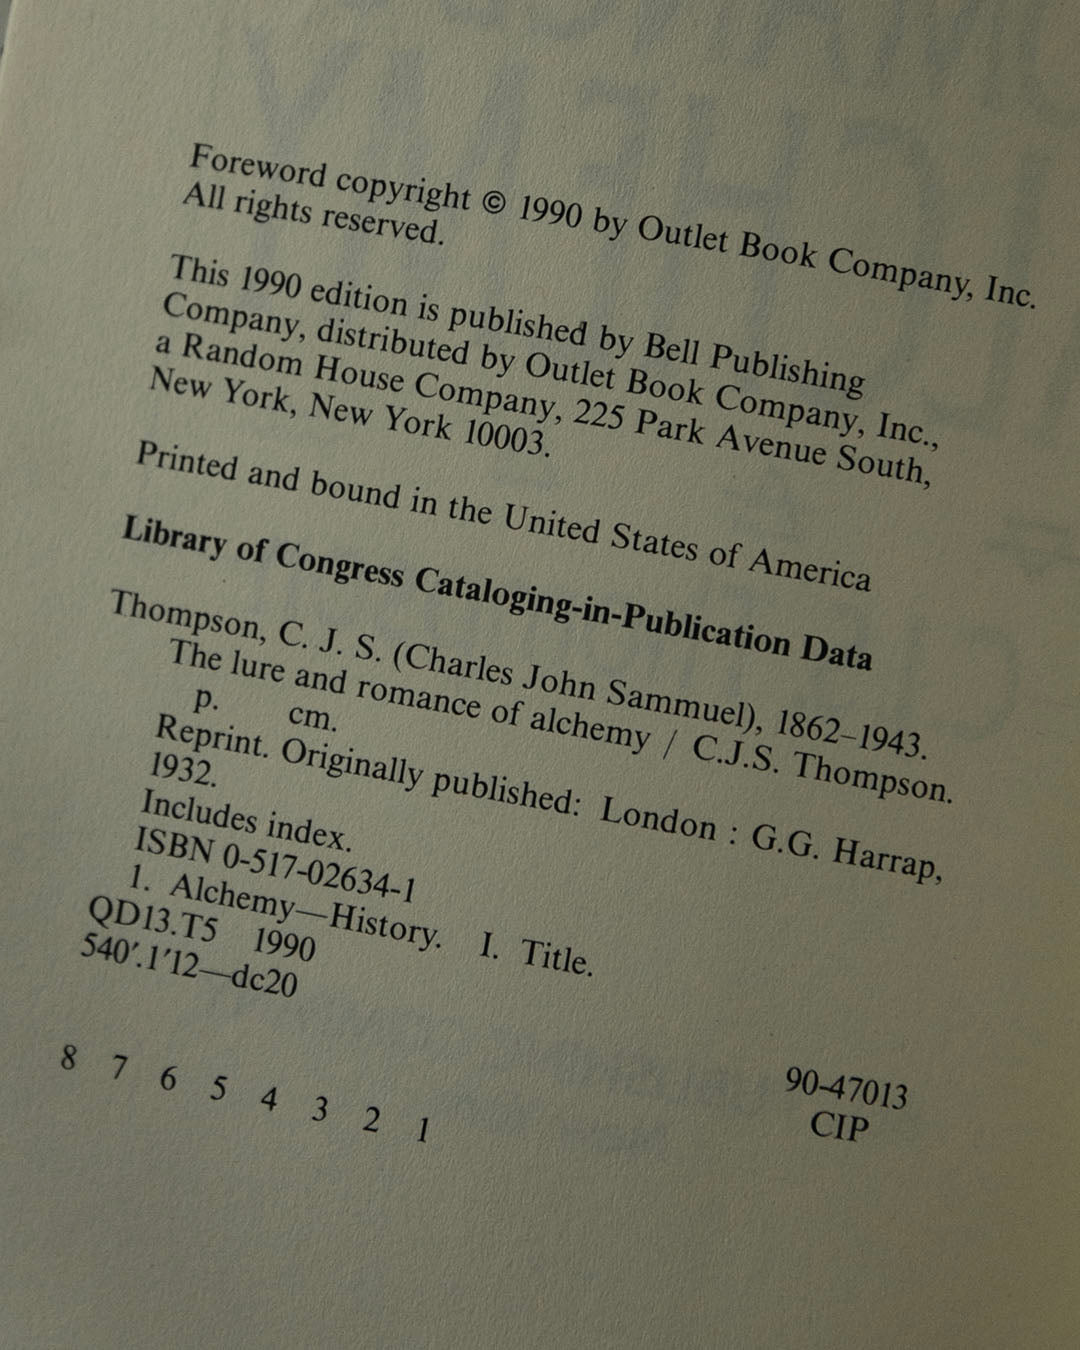 Foreword copyright © 1990 by Outlet Book Company, Inc.
All rights reserved.
This 1990 edition is published by Bell Publishing
Company, distributed by Outlet Book Company, Inc.,
a Random House Company, 225 Park Avenue South,
New York, New York 10003.
Printed and bound in the United States of America
Library of Congress Cataloging-in-Publication Data
Thompson, C. J. S. (Charles John Sammuel), 1862–1943.
The lure and romance of alchemy / C.J.S. Thompson.
p. cm.
Reprint. Originally published: London : G.G. Harrap,
1932.
Includes index.
ISBN 0-517-02634-1
1. Alchemy—History. I. Title.
QD13.T5 1990
540′.1′12—dc20
90-47013
CIP
8 7 6 5 4 3 2 1